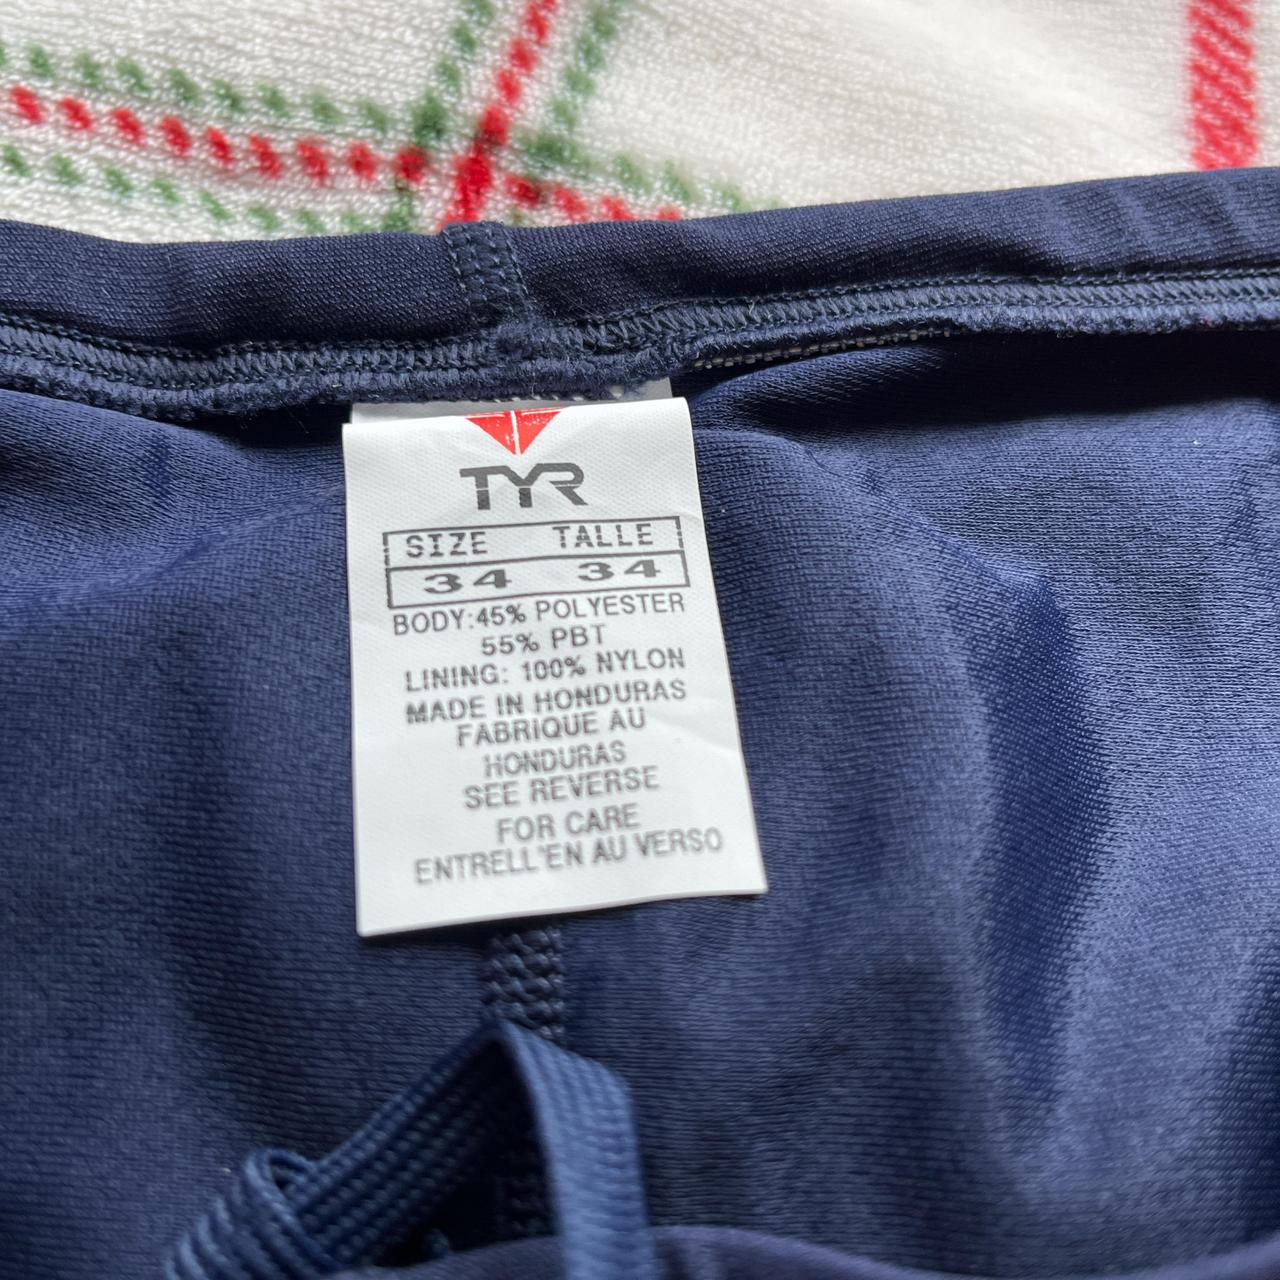 TYR
SIZE TALLE
34 34
BODY:45% POLYESTER
55% PBT
LINING: 100% NYLON
MADE IN HONDURAS
FABRIQUE AU
HONDURAS
SEE REVERSE
FOR CARE
ENTRELL'EN AU VERSO